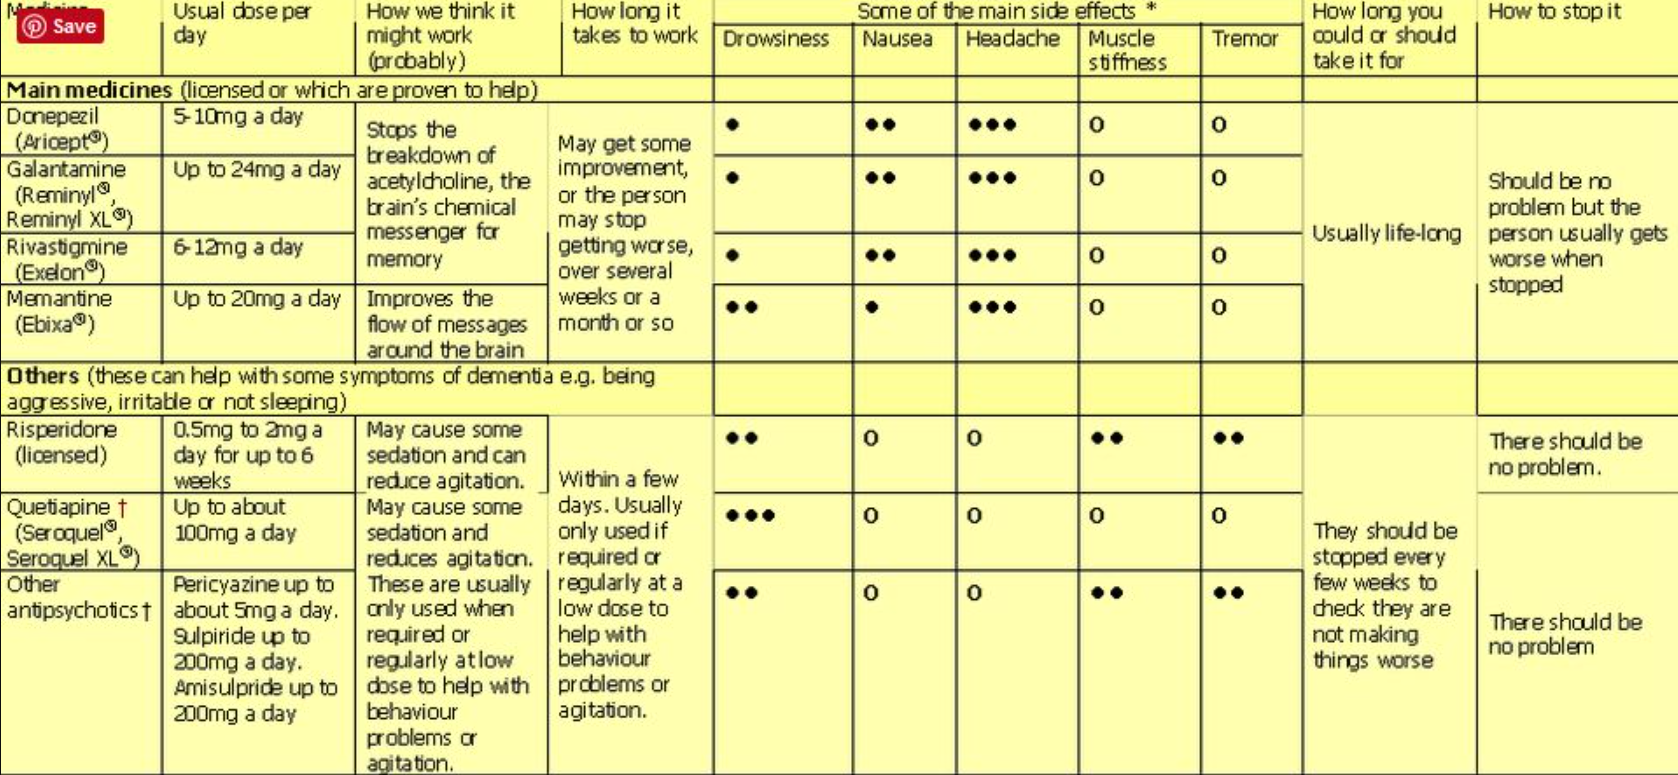 Save
Usual dose per
day
How we think it
might work
(probably)
How long it
takes to work
Some of the main side effects *
Drowsiness
Nausea
Headache
Muscle
stiffness
Tremor
How long you
could or should
take it for
How to stop it
Main medicines (licensed or which are proven to help)
Donepezil
(Aricept®)
5-10mg a day
Stops the
breakdown of
acetylcholine, the
brain's chemical
messenger for
memory
May get some
improvement,
or the person
may stop
getting worse,
over several
weeks or a
month or so
●
●●
●●●
O
O
Usually life-long
Should be no
problem but the
person usually gets
worse when
stopped
Galantamine
(Reminyl®,
Reminyl XL®)
Up to 24mg a day
●
●●
●●●
O
O
Rivastigmine
(Exelon®)
6-12mg a day
●
●●
●●●
O
O
Memantine
(Ebixa®)
Up to 20mg a day
Improves the
flow of messages
around the brain
●●
●
●●●
O
O
Others (these can help with some symptoms of dementia e.g. being
aggressive, irritable or not sleeping)
Risperidone
(licensed)
0.5mg to 2mg a
day for up to 6
weeks
May cause some
sedation and can
reduce agitation.
Within a few
days. Usually
only used if
required or
regularly at a
low dose to
help with
behaviour
problems or
agitation.
●●
O
O
●●
●●
They should be
stopped every
few weeks to
check they are
not making
things worse
There should be
no problem.
Quetiapine †
(Seroquel®,
Seroquel XL®)
Up to about
100mg a day
May cause some
sedation and
reduces agitation.
●●●
O
O
O
O
There should be
no problem
Other
antipsychotics†
Pericyazine up to
about 5mg a day.
Sulpiride up to
200mg a day.
Amisulpride up to
200mg a day
These are usually
only used when
required or
regularly at low
dose to help with
behaviour
problems or
agitation.
●●
O
O
●●
●●